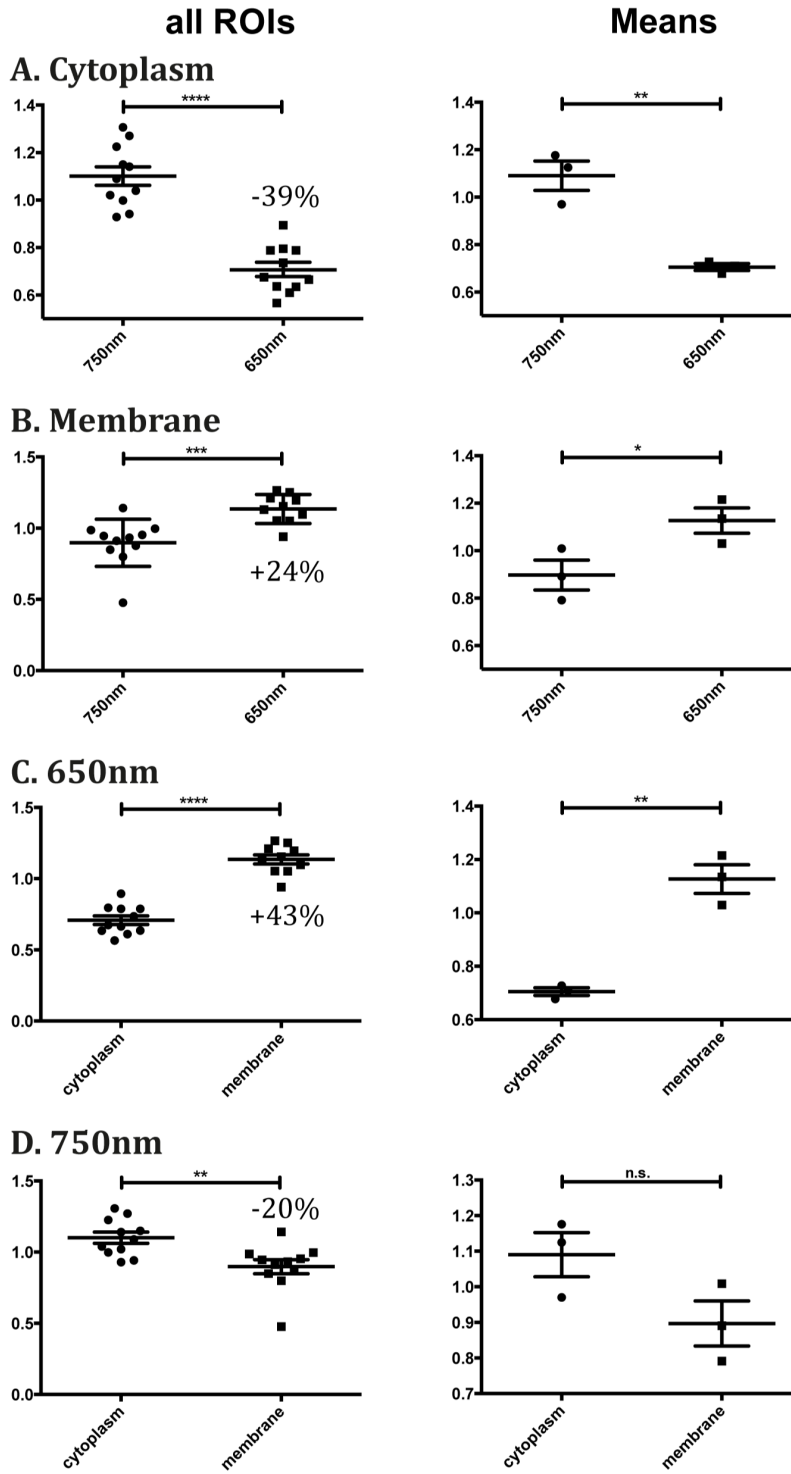 all ROIs
Means
A. Cytoplasm
****
1.4
1.2
1.0
0.8
0.6
-39%
750nm
650nm
**
1.4
1.2
1.0
0.8
0.6
750nm
650nm
B. Membrane
***
1.5
1.0
0.5
0.0
+24%
750nm
650nm
*
1.4
1.2
1.0
0.8
0.6
750nm
650nm
C. 650nm
****
1.5
1.0
0.5
0.0
+43%
cytoplasm
membrane
**
1.4
1.2
1.0
0.8
0.6
cytoplasm
membrane
D. 750nm
**
1.5
1.0
0.5
0.0
-20%
cytoplasm
membrane
n.s.
1.3
1.2
1.1
1.0
0.9
0.8
0.7
cytoplasm
membrane